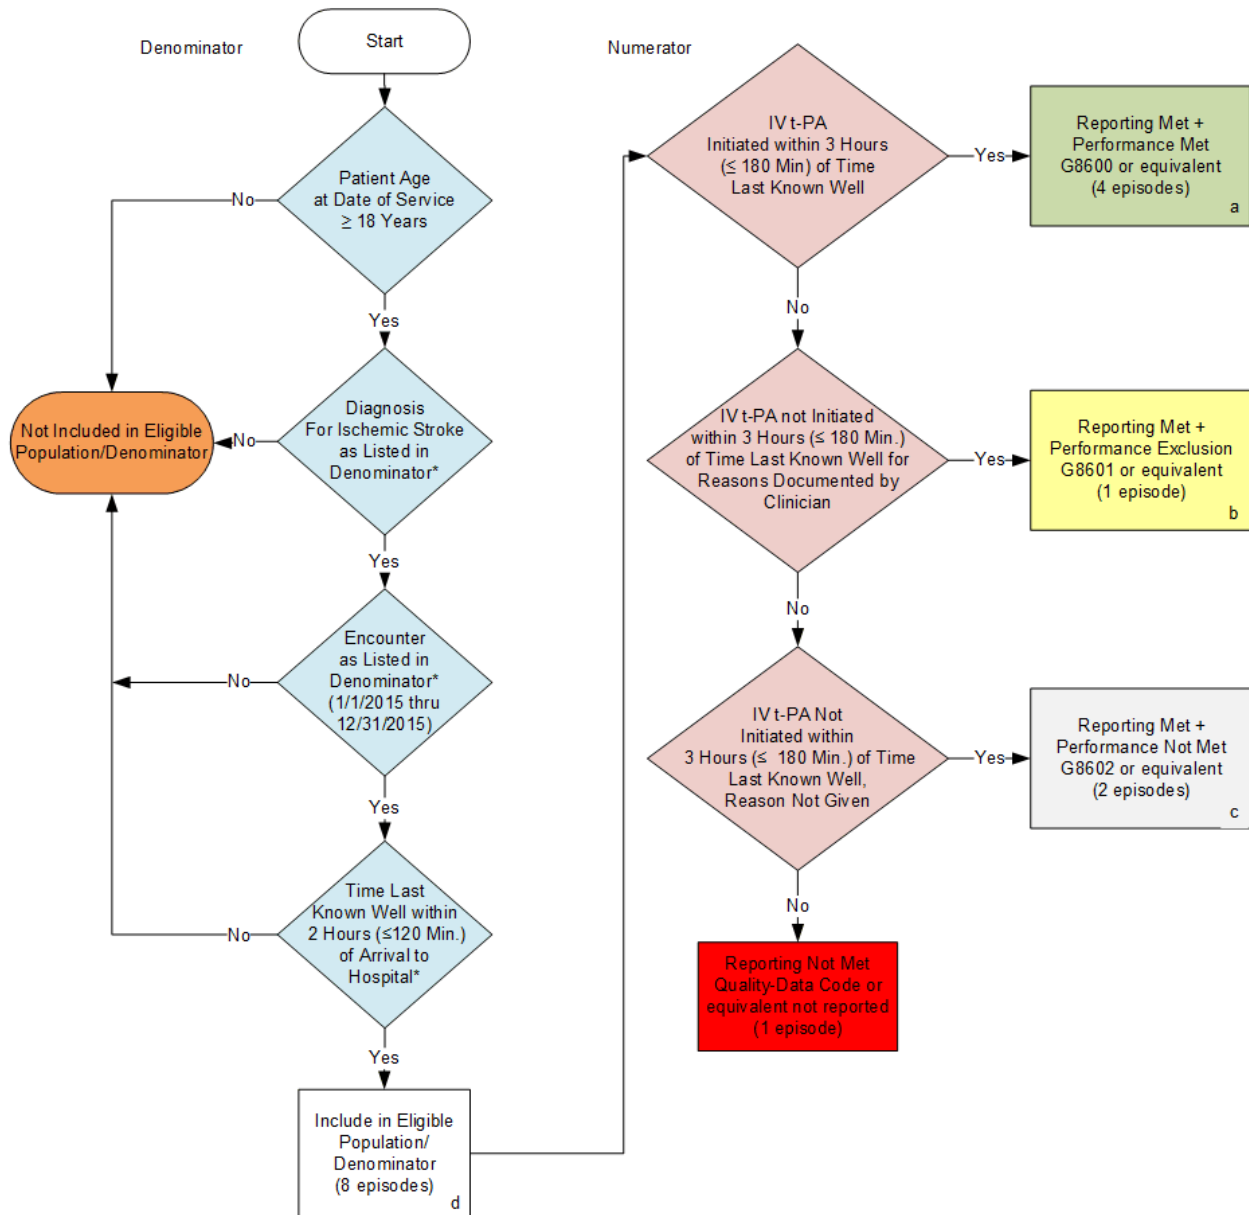 Denominator
Start
Patient Age
at Date of Service
≥ 18 Years
No
Yes
Diagnosis
For Ischemic Stroke
as Listed in
Denominator*
No
Not Included in Eligible
Population/Denominator
Yes
Encounter
as Listed in
Denominator*
(1/1/2015 thru
12/31/2015)
No
Yes
Time Last
Known Well within
2 Hours (≤120 Min.)
of Arrival to
Hospital*
No
Yes
Include in Eligible
Population/
Denominator
(8 episodes)
d
Numerator
IV t-PA
Initiated within 3 Hours
(≤ 180 Min) of Time
Last Known Well
Yes
Reporting Met +
Performance Met
G8600 or equivalent
(4 episodes)
a
No
IV t-PA not Initiated
within 3 Hours (≤ 180 Min.)
of Time Last Known Well for
Reasons Documented by
Clinician
Yes
Reporting Met +
Performance Exclusion
G8601 or equivalent
(1 episode)
b
No
IV t-PA Not
Initiated within
3 Hours (≤ 180 Min.) of Time
Last Known Well,
Reason Not Given
Yes
Reporting Met +
Performance Not Met
G8602 or equivalent
(2 episodes)
c
No
Reporting Not Met
Quality-Data Code or
equivalent not reported
(1 episode)